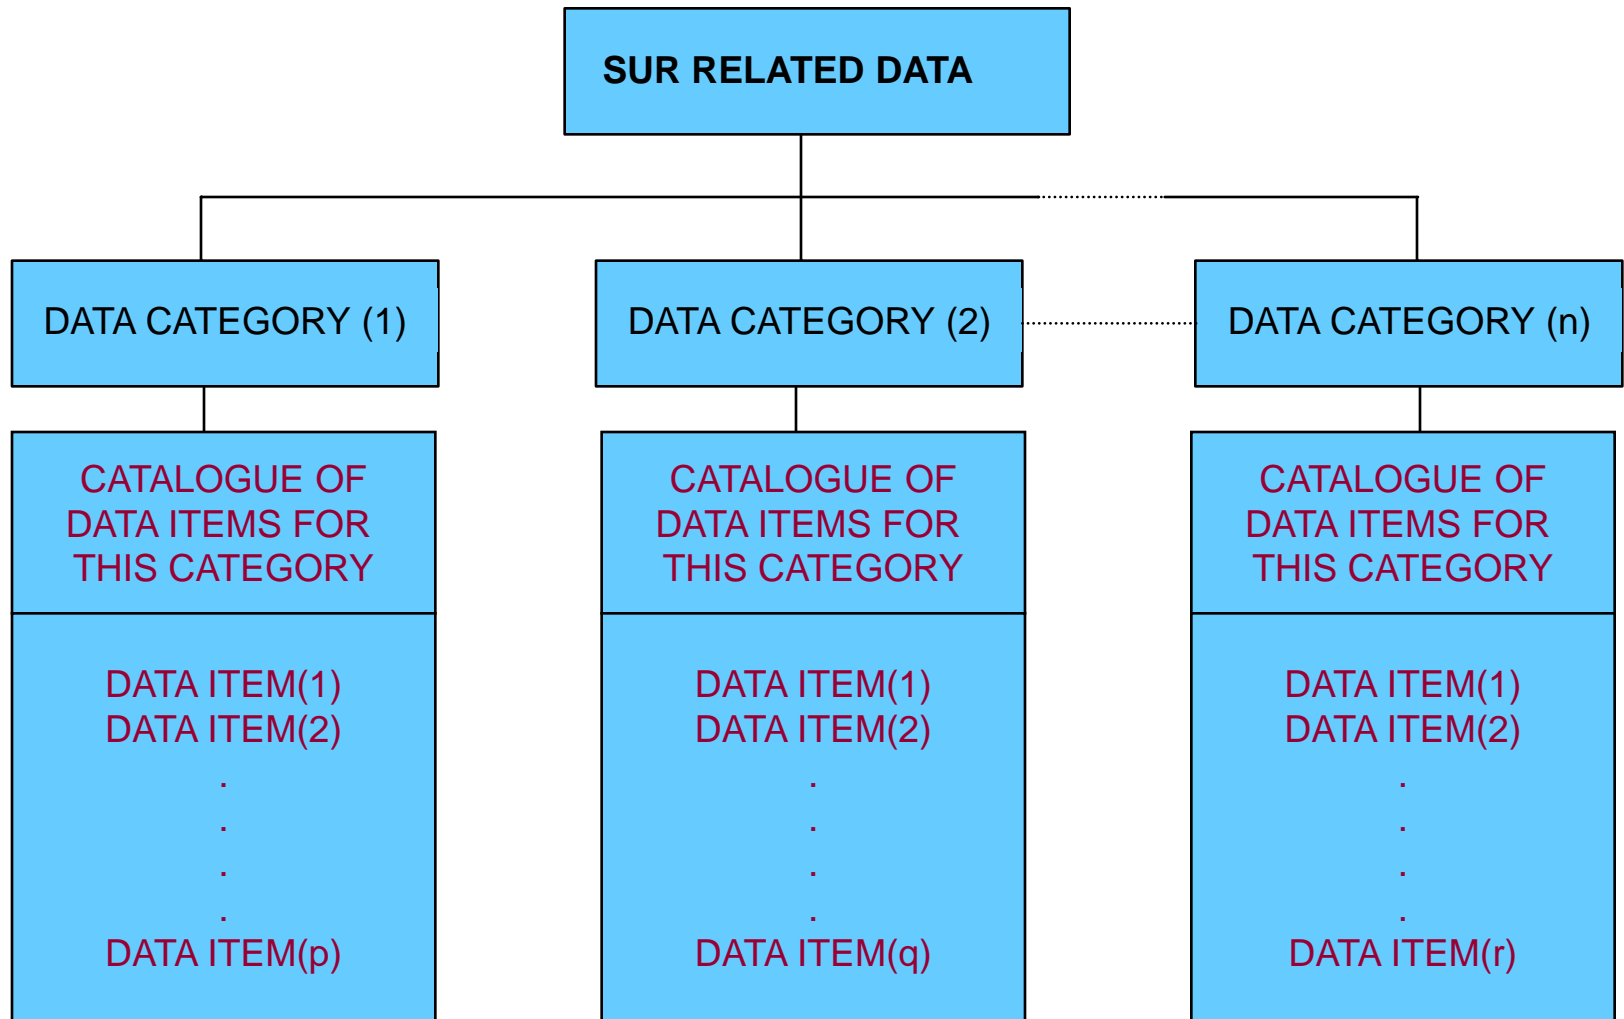 SUR RELATED DATA
DATA CATEGORY (1)
DATA CATEGORY (2)
DATA CATEGORY (n)
CATALOGUE OF
DATA ITEMS FOR
THIS CATEGORY
DATA ITEM(1)
DATA ITEM(2)
.
.
.
.
DATA ITEM(p)
CATALOGUE OF
DATA ITEMS FOR
THIS CATEGORY
DATA ITEM(1)
DATA ITEM(2)
.
.
.
.
DATA ITEM(q)
CATALOGUE OF
DATA ITEMS FOR
THIS CATEGORY
DATA ITEM(1)
DATA ITEM(2)
.
.
.
.
DATA ITEM(r)